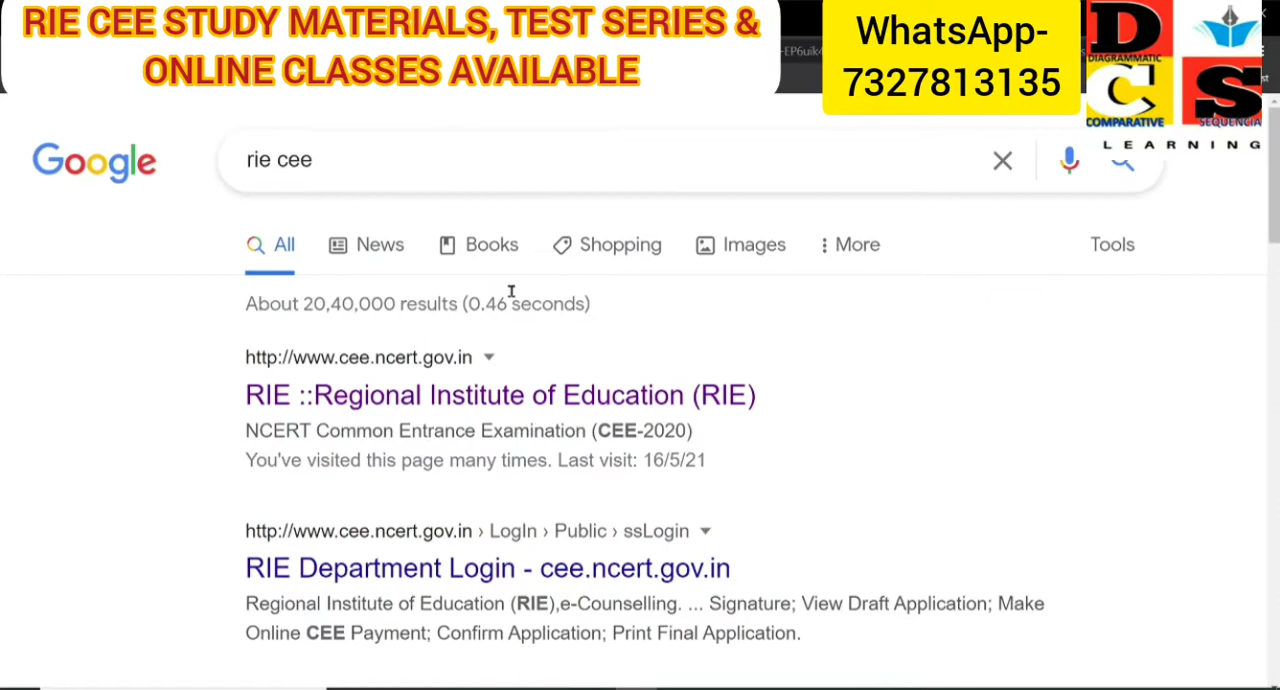 RIE CEE STUDY MATERIALS, TEST SERIES &
ONLINE CLASSES AVAILABLE
WhatsApp-
7327813135
D
DIAGRAMMATIC
C S
COMPARATIVE
LEARNING
Google
rie cee
All News Books Shopping Images More Tools
About 20,40,000 results (0.46 seconds)
http://www.cee.ncert.gov.in
RIE ::Regional Institute of Education (RIE)
NCERT Common Entrance Examination (CEE-2020)
You've visited this page many times. Last visit: 16/5/21
http://www.cee.ncert.gov.in › LogIn › Public › ssLogin
RIE Department Login - cee.ncert.gov.in
Regional Institute of Education (RIE),e-Counselling. ... Signature; View Draft Application; Make
Online CEE Payment; Confirm Application; Print Final Application.